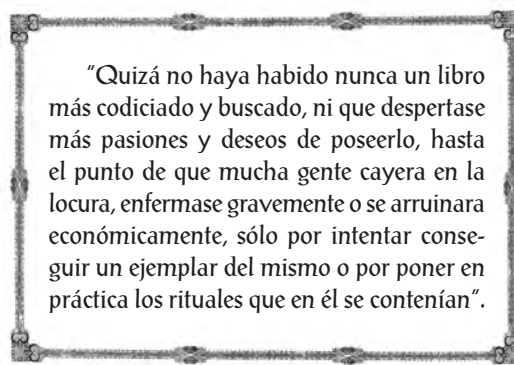 "Quizá no haya habido nunca un libro
más codiciado y buscado, ni que despertase
más pasiones y deseos de poseerlo, hasta
el punto de que mucha gente cayera en la
locura, enfermase gravemente o se arruinara
económicamente, sólo por intentar conse-
guir un ejemplar del mismo o por poner en
práctica los rituales que en él se contenían".